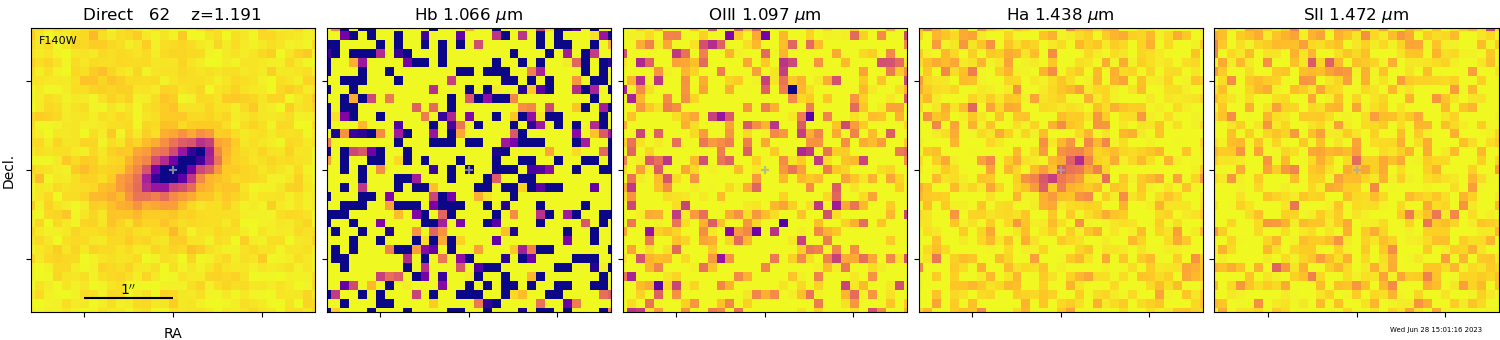 Direct 62 z=1.191
Hb 1.066 μm
OIII 1.097 μm
Ha 1.438 μm
SII 1.472 μm
F140W
Decl.
1″
RA
Wed Jun 28 15:01:16 2023